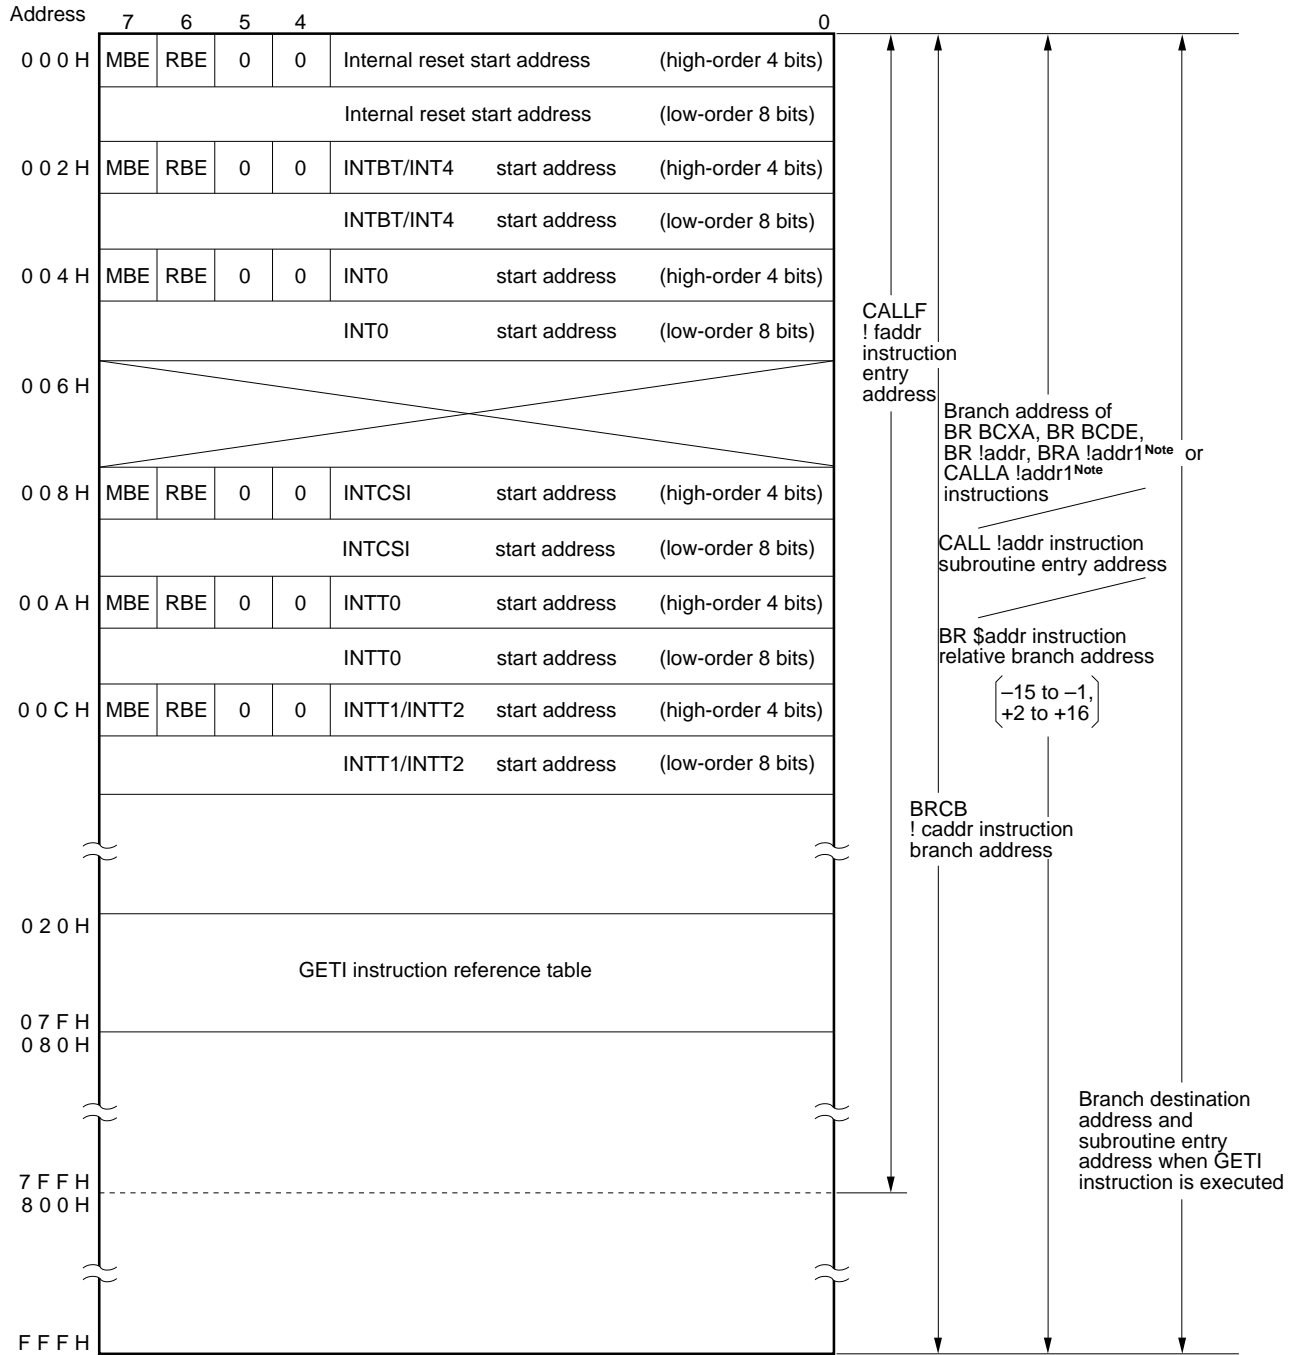 Address
7 6 5 4 0
000H MBE RBE 0 0 Internal reset start address (high-order 4 bits)
Internal reset start address (low-order 8 bits)
002H MBE RBE 0 0 INTBT/INT4 start address (high-order 4 bits)
INTBT/INT4 start address (low-order 8 bits)
004H MBE RBE 0 0 INT0 start address (high-order 4 bits)
INT0 start address (low-order 8 bits)
006H
008H MBE RBE 0 0 INTCSI start address (high-order 4 bits)
INTCSI start address (low-order 8 bits)
00AH MBE RBE 0 0 INTT0 start address (high-order 4 bits)
INTT0 start address (low-order 8 bits)
00CH MBE RBE 0 0 INTT1/INTT2 start address (high-order 4 bits)
INTT1/INTT2 start address (low-order 8 bits)
020H
GETI instruction reference table
07FH
080H
7FFH
800H
FFFH
CALLF
! faddr
instruction
entry
address
Branch address of
BR BCXA, BR BCDE,
BR !addr, BRA !addr1Note or
CALLA !addr1Note
instructions
CALL !addr instruction
subroutine entry address
BR $addr instruction
relative branch address
–15 to –1,
+2 to +16
BRCB
! caddr instruction
branch address
Branch destination
address and
subroutine entry
address when GETI
instruction is executed